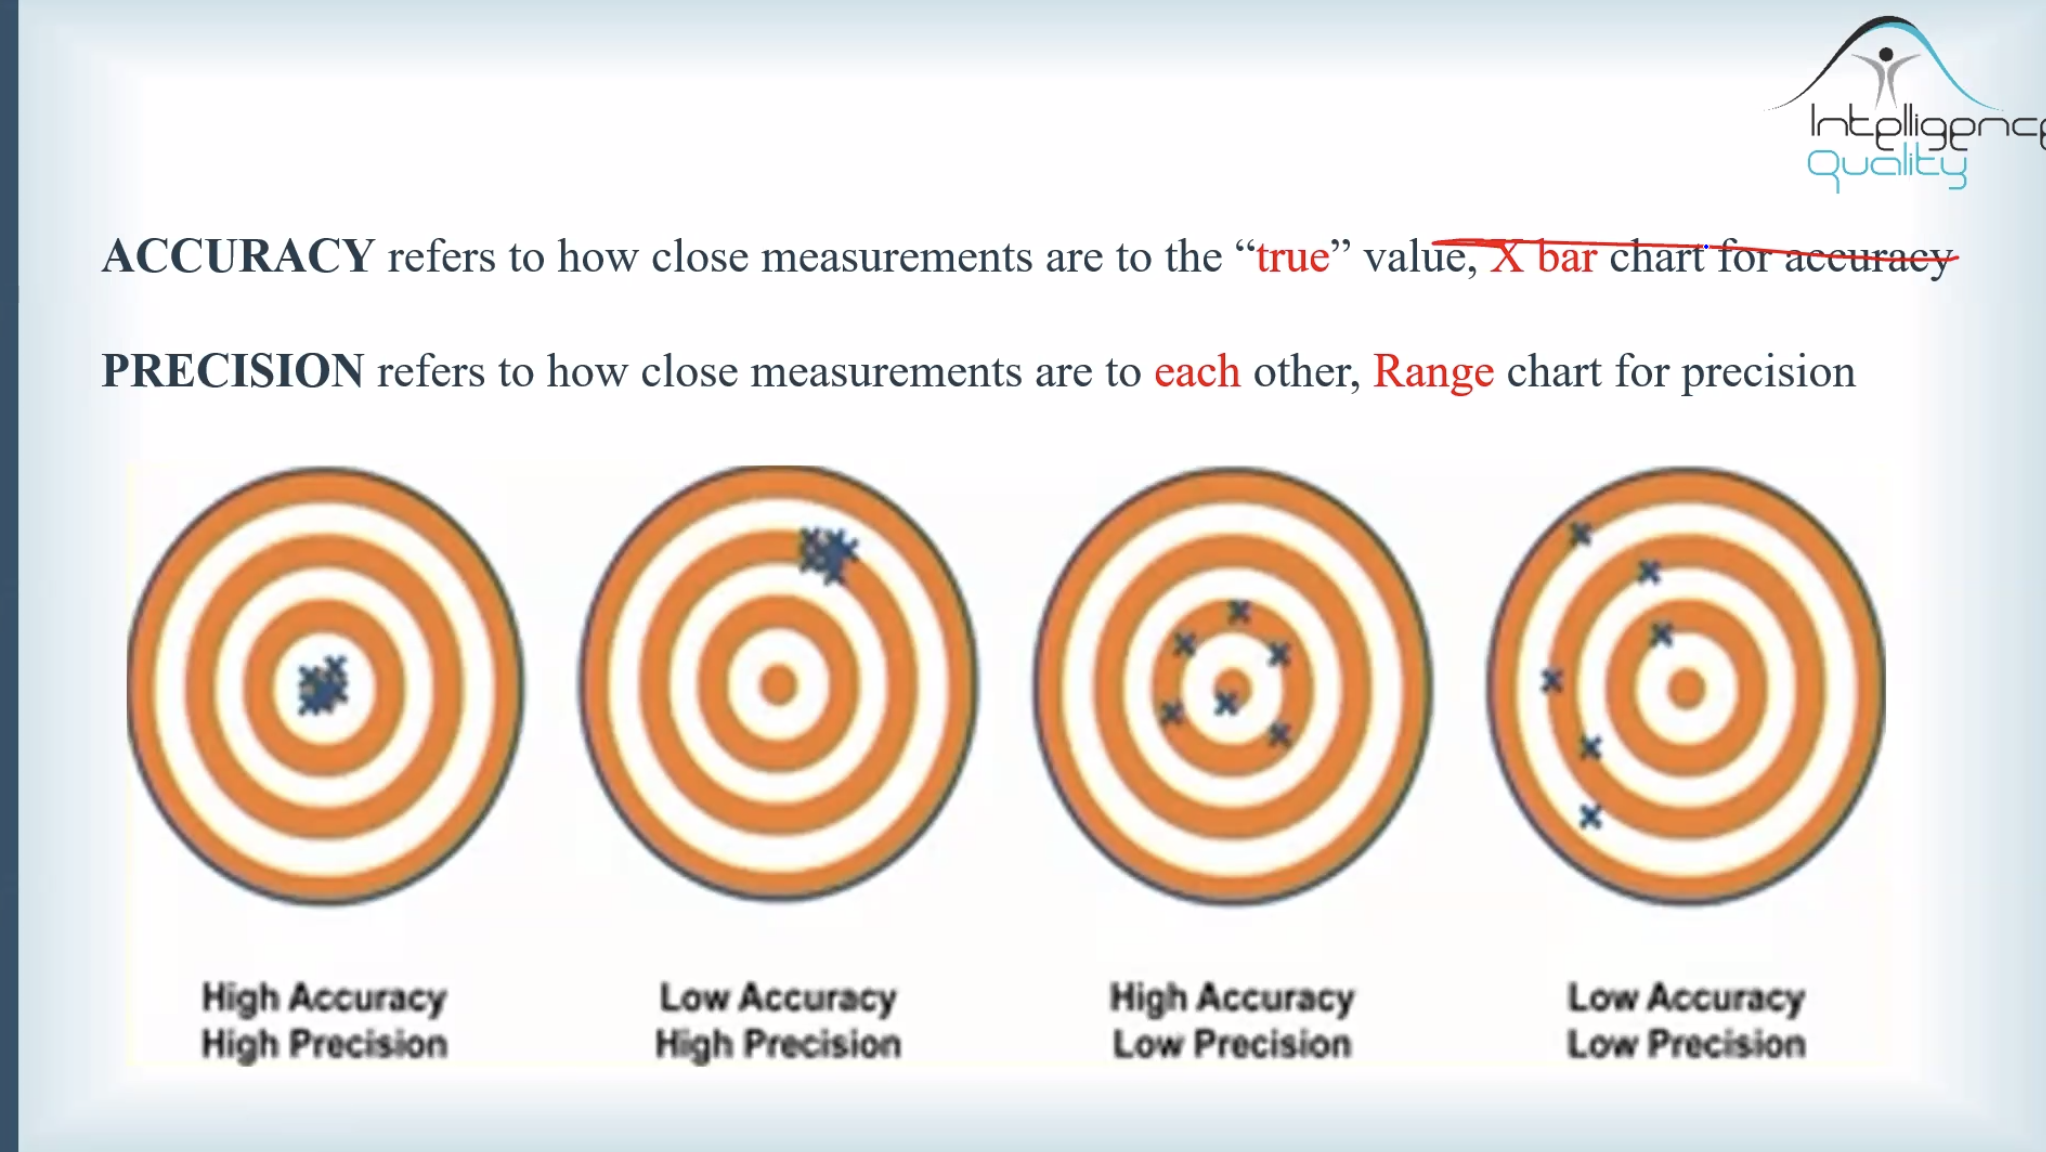 Intelligence
Quality
ACCURACY refers to how close measurements are to the “true” value, X bar chart for accuracy
PRECISION refers to how close measurements are to each other, Range chart for precision
High Accuracy
High Precision
Low Accuracy
High Precision
High Accuracy
Low Precision
Low Accuracy
Low Precision